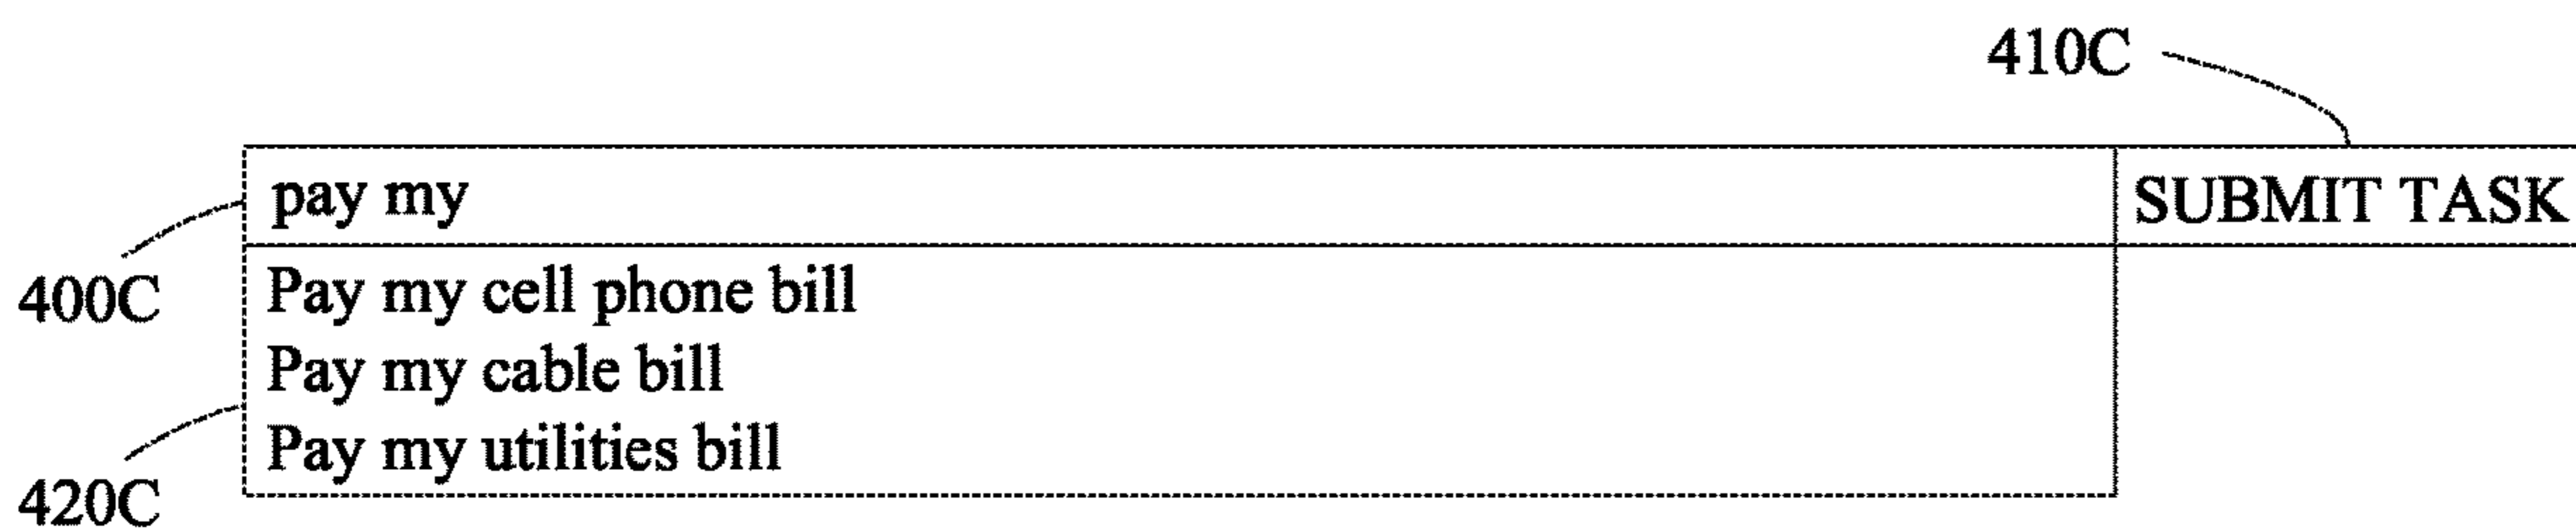 410C
pay my
SUBMIT TASK
400C
Pay my cell phone bill
Pay my cable bill
Pay my utilities bill
420C